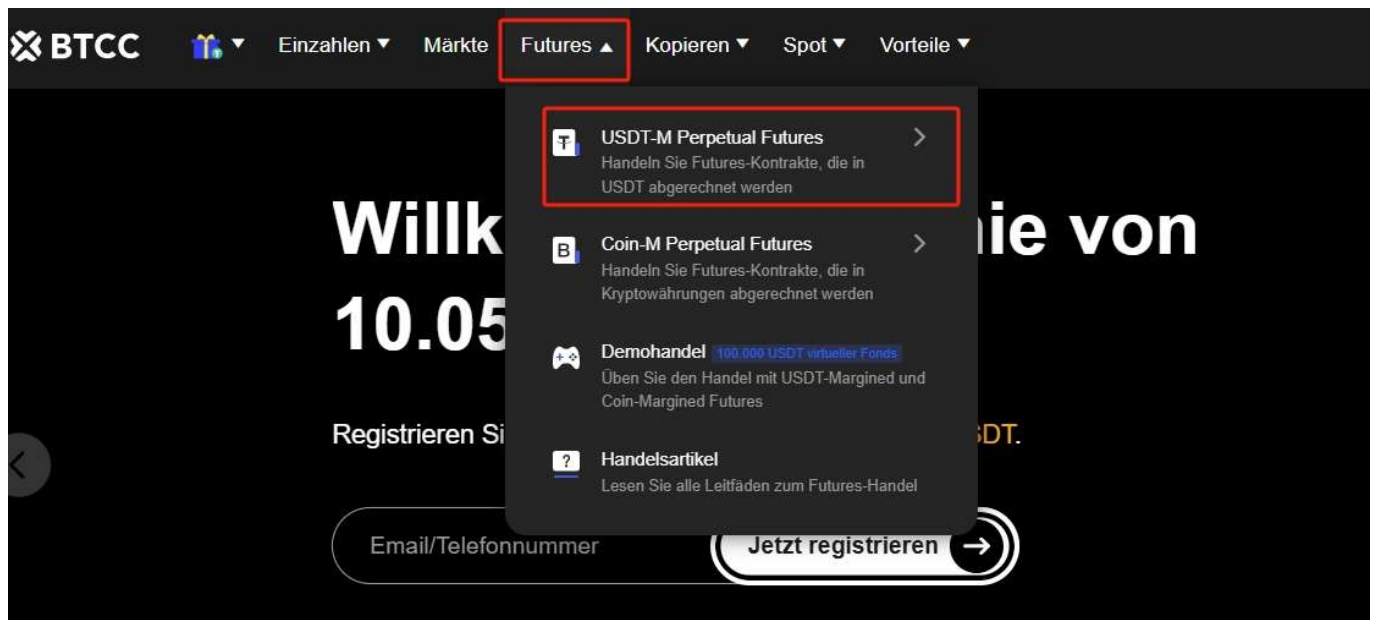 BTCC
Einzahlen
Märkte
Futures
Kopieren
Spot
Vorteile
USDT-M Perpetual Futures
Handeln Sie Futures-Kontrakte, die in
USDT abgerechnet werden
Coin-M Perpetual Futures
Handeln Sie Futures-Kontrakte, die in
Kryptowährungen abgerechnet werden
Demohandel 100.000 USDT virtueller Fonds
Üben Sie den Handel mit USDT-Margined und
Coin-Margined Futures
Handelsartikel
Lesen Sie alle Leitfäden zum Futures-Handel
Willk ie von
10.05
Registrieren Si SDT.
Email/Telefonnummer
Jetzt registrieren